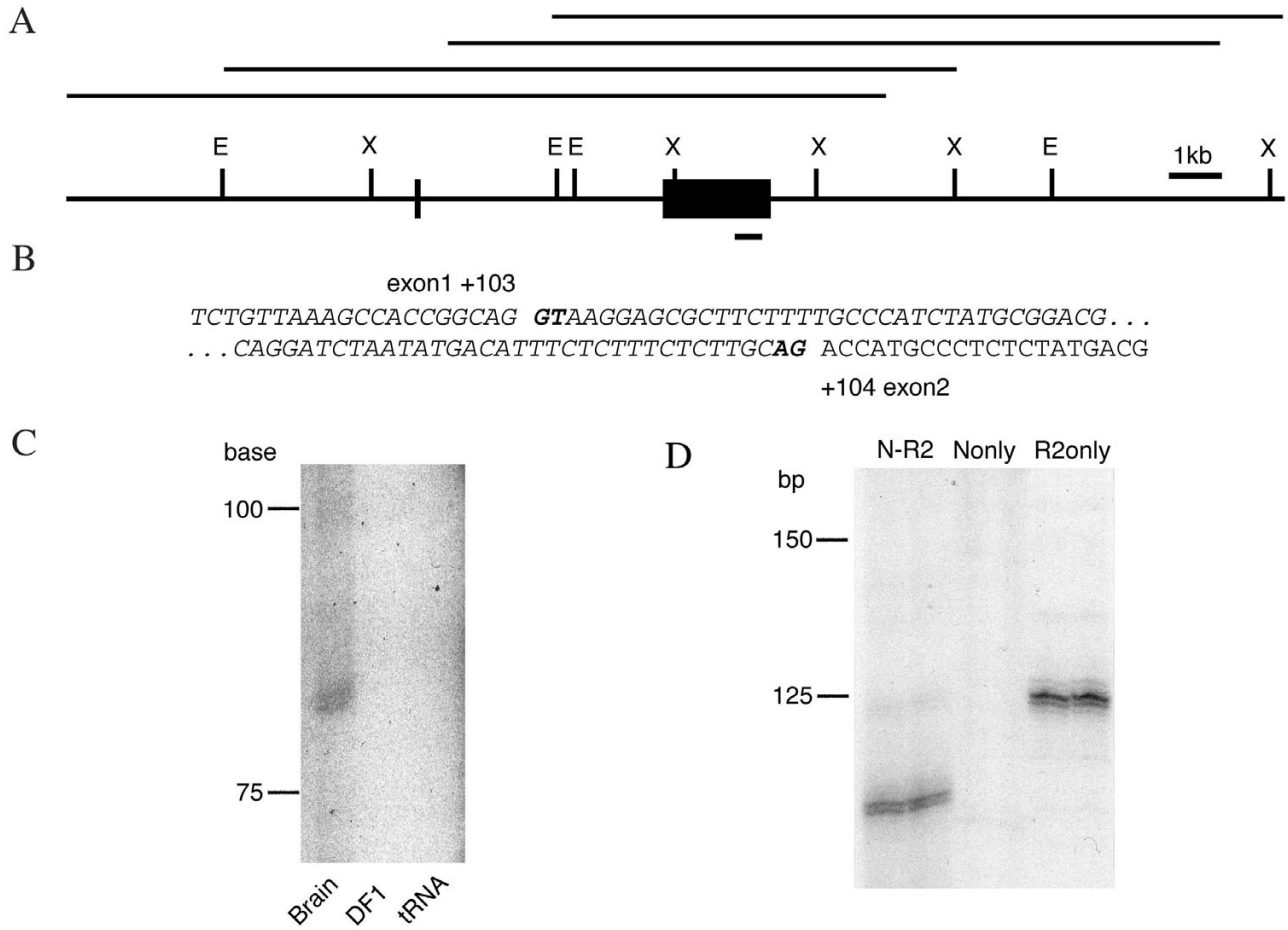 A
E X E E X X X E 1kb X
B
exon1 +103
TCTGTTAAAGCCACCGGCAG GTAAGGAGCGCTTCTTTTGCCCATCTATGCGGACG...
...CAGGATCTAATATGACATTTCTCTTTCTCTTGCAG ACCATGCCCTCTCTATGACG
+104 exon2
C
base
100
75
Brain DF1 tRNA
D
N-R2 Nonly R2only
bp
150
125